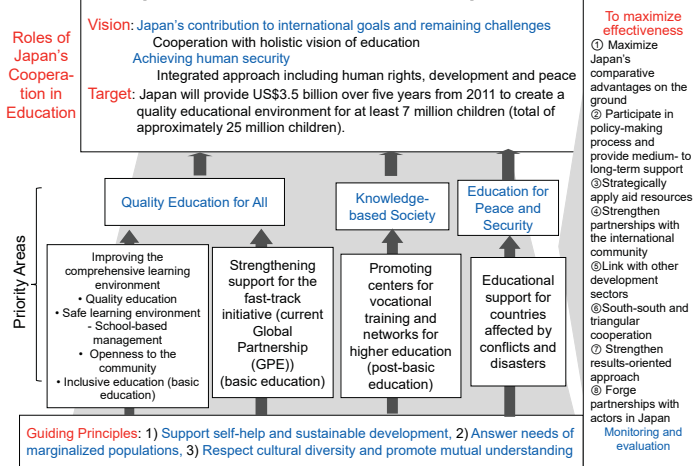 Roles of
Japan's
Coopera-
tion in
Education
Vision: Japan's contribution to international goals and remaining challenges
Cooperation with holistic vision of education
Achieving human security
Integrated approach including human rights, development and peace
Target: Japan will provide US$3.5 billion over five years from 2011 to create a
quality educational environment for at least 7 million children (total of
approximately 25 million children).
Priority Areas
Quality Education for All
Knowledge-
based Society
Education for
Peace and
Security
Improving the
comprehensive learning
environment
• Quality education
• Safe learning environment
- School-based
management
• Openness to the
community
• Inclusive education (basic
education)
Strengthening
support for the
fast-track
initiative (current
Global
Partnership
(GPE))
(basic education)
Promoting
centers for
vocational
training and
networks for
higher education
(post-basic
education)
Educational
support for
countries
affected by
conflicts and
disasters
Guiding Principles: 1) Support self-help and sustainable development, 2) Answer needs of
marginalized populations, 3) Respect cultural diversity and promote mutual understanding
To maximize
effectiveness
① Maximize
Japan's
comparative
advantages on the
ground
② Participate in
policy-making
process and
provide medium- to
long-term support
③Strategically
apply aid resources
④Strengthen
partnerships with
the international
community
⑤Link with other
development
sectors
⑥South-south and
triangular
cooperation
⑦ Strengthen
results-oriented
approach
⑧ Forge
partnerships with
actors in Japan
Monitoring and
evaluation